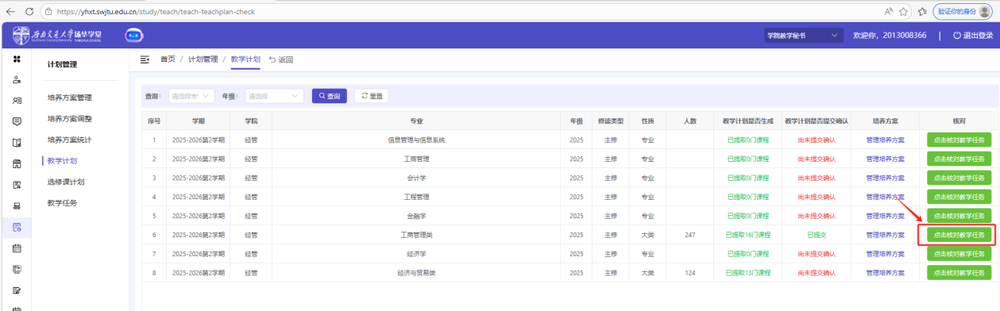 https://yhxt.swjtu.edu.cn/study/teach/teach-teachplan-check
验证你的身份
西南交通大学 杨华学堂
学院教学秘书
欢迎你，2013008366 | 退出登录
计划管理
首页 / 计划管理 / 教学计划 返回
培养方案管理
培养方案调整
培养方案统计
教学计划
选修课计划
教学任务
查询： 请选择专业 年级： 请选择 查询 重置
序号 学期 学院 专业 年级 修读类型 性质 人数 教学计划是否生成 教学计划是否提交确认 培养方案 核对
1 2025-2026第2学期 经管 信息管理与信息系统 2025 主修 专业 已提取0门课程 尚未提交确认 管理培养方案 点击核对教学任务
2 2025-2026第2学期 经管 工商管理 2025 主修 专业 已提取0门课程 尚未提交确认 管理培养方案 点击核对教学任务
3 2025-2026第2学期 经管 会计学 2025 主修 专业 已提取0门课程 尚未提交确认 管理培养方案 点击核对教学任务
4 2025-2026第2学期 经管 工程管理 2025 主修 专业 已提取0门课程 尚未提交确认 管理培养方案 点击核对教学任务
5 2025-2026第2学期 经管 金融学 2025 主修 专业 已提取0门课程 尚未提交确认 管理培养方案 点击核对教学任务
6 2025-2026第2学期 经管 工商管理类 2025 主修 大类 247 已提取16门课程 已提交 管理培养方案 点击核对教学任务
7 2025-2026第2学期 经管 经济学 2025 主修 专业 已提取0门课程 尚未提交确认 管理培养方案 点击核对教学任务
8 2025-2026第2学期 经管 经济与贸易类 2025 主修 大类 124 已提取13门课程 尚未提交确认 管理培养方案 点击核对教学任务